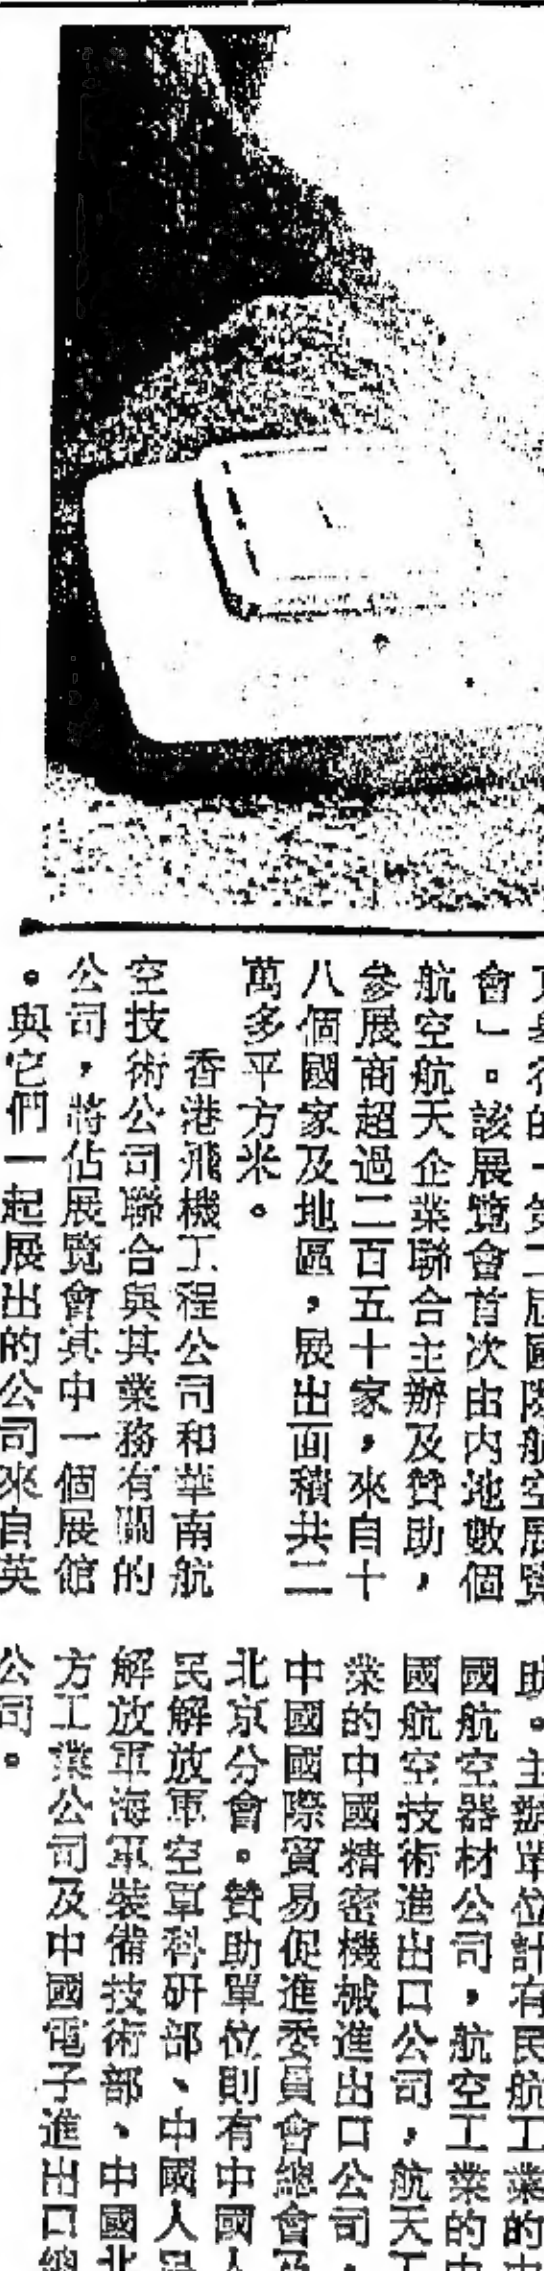 京舉行的「第二屆國際航空展覽
會」。該展覽會首次由內地數個
航空航天企業聯合主辦及贊助，
參展商超過二百五十家，來自十
八個國家及地區，展出面積共二
萬多平方米。
香港飛機工程公司和華南航
空技術公司聯合與其業務有關的
公司，將佔展覽會其中一個展館
。與它們一起展出的公司來自英
助。主辦單位計有民航工業的中
國航空器材公司，航空工業的中
國航空技術進出口公司，航天工
業的中國精密機械進出口公司，
中國國際貿易促進委員會總會及
北京分會。贊助單位則有中國人
民解放軍空軍科研部、中國人民
解放軍海軍裝備技術部、中國北
方工業公司及中國電子進出口總
公司。